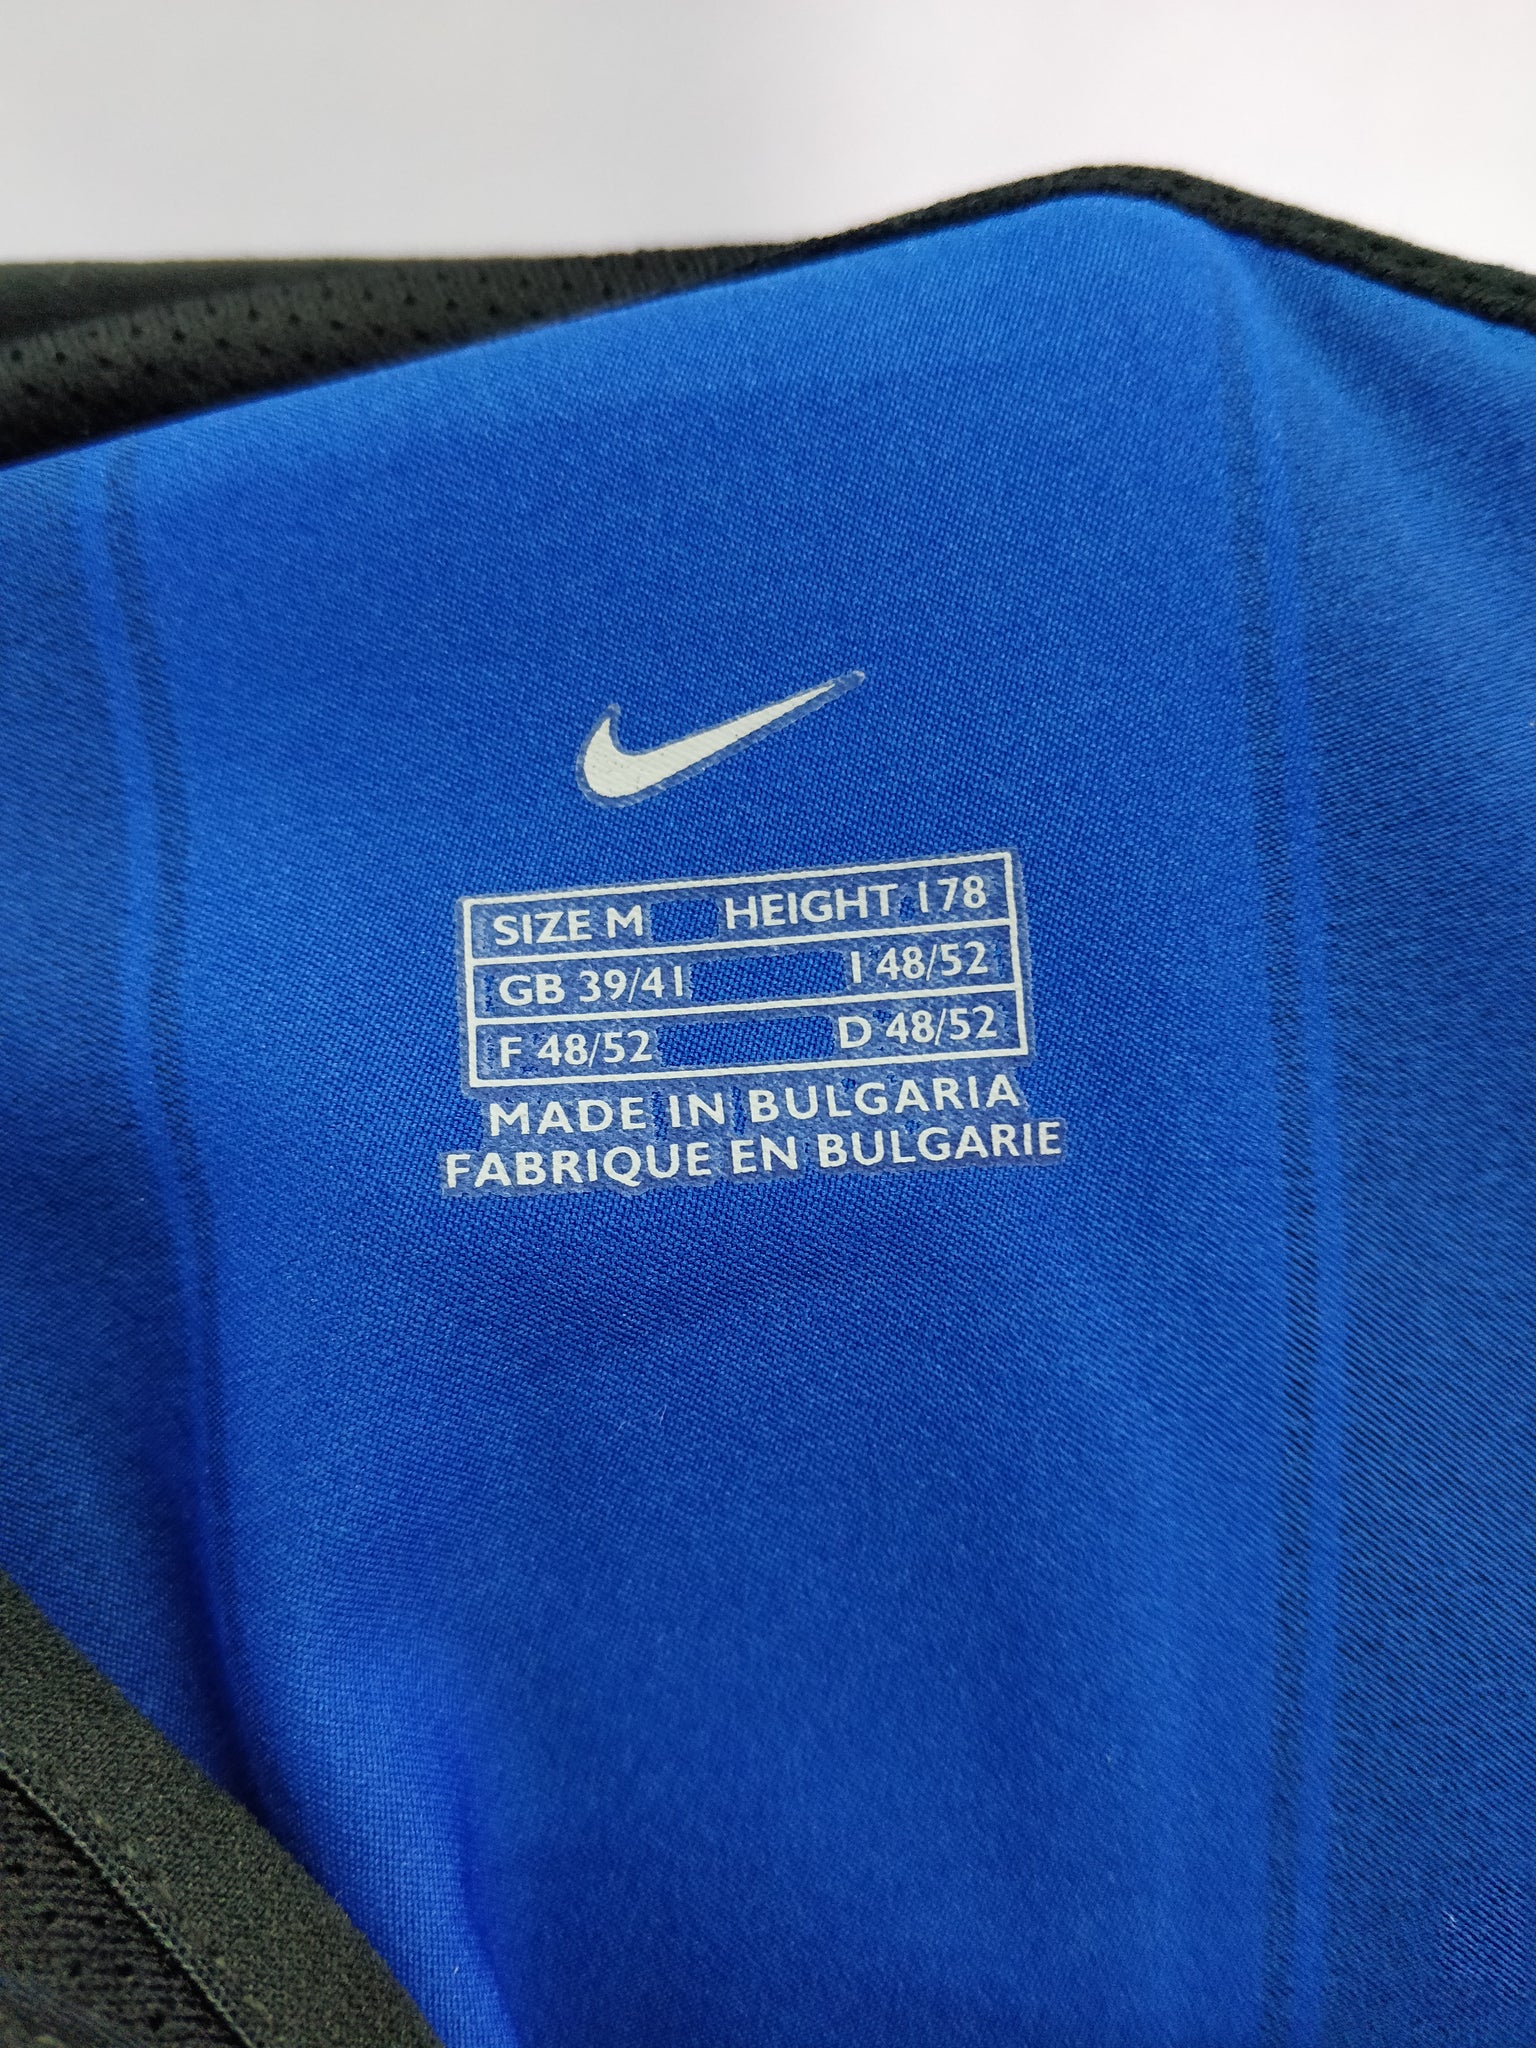 SIZE M HEIGHT 178
GB 39/41 I 48/52
F 48/52 D 48/52
MADE IN BULGARIA
FABRIQUE EN BULGARIE